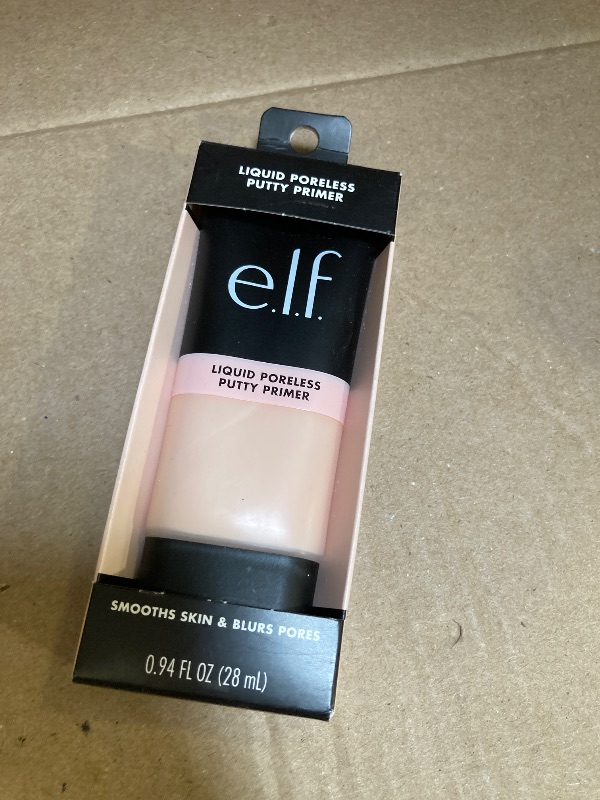 LIQUID PORELESS
PUTTY PRIMER
e.l.f.
LIQUID PORELESS
PUTTY PRIMER
SMOOTHS SKIN & BLURS PORES
0.94 FL OZ (28 mL)